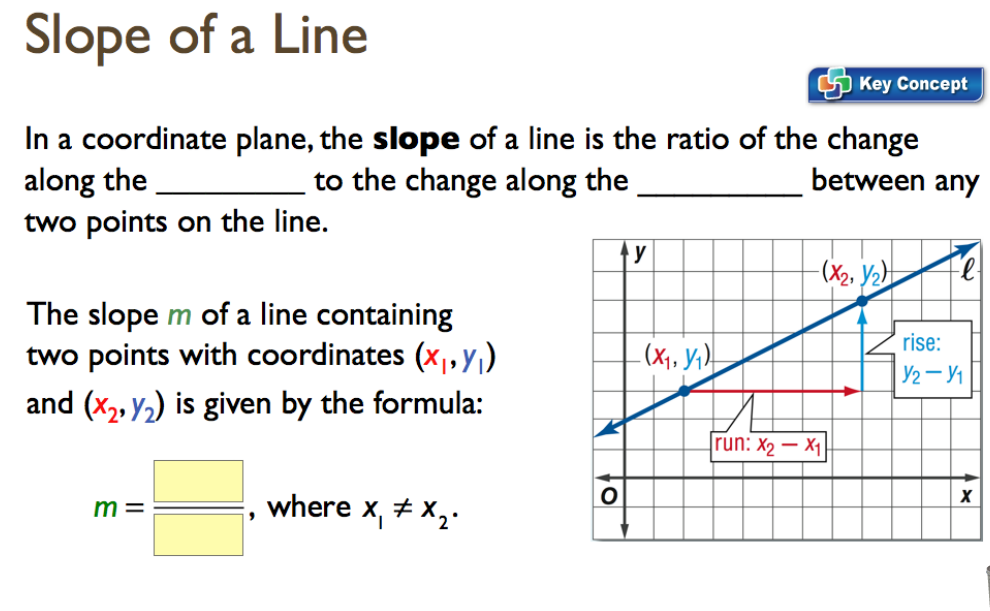 Slope of a Line
Key Concept
In a coordinate plane, the slope of a line is the ratio of the change
along the __________ to the change along the ___________ between any
two points on the line.
The slope m of a line containing
two points with coordinates (x₁, y₁)
and (x₂, y₂) is given by the formula:
m = , where x₁ ≠ x₂.
y
(x₂, y₂)
ℓ
(x₁, y₁)
rise:
y₂ − y₁
run: x₂ − x₁
O
x